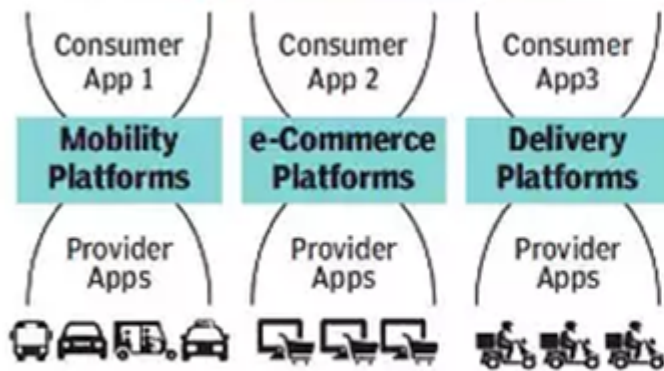 Consumer
App 1
Consumer
App 2
Consumer
App3
Mobility
Platforms
e-Commerce
Platforms
Delivery
Platforms
Provider
Apps
Provider
Apps
Provider
Apps